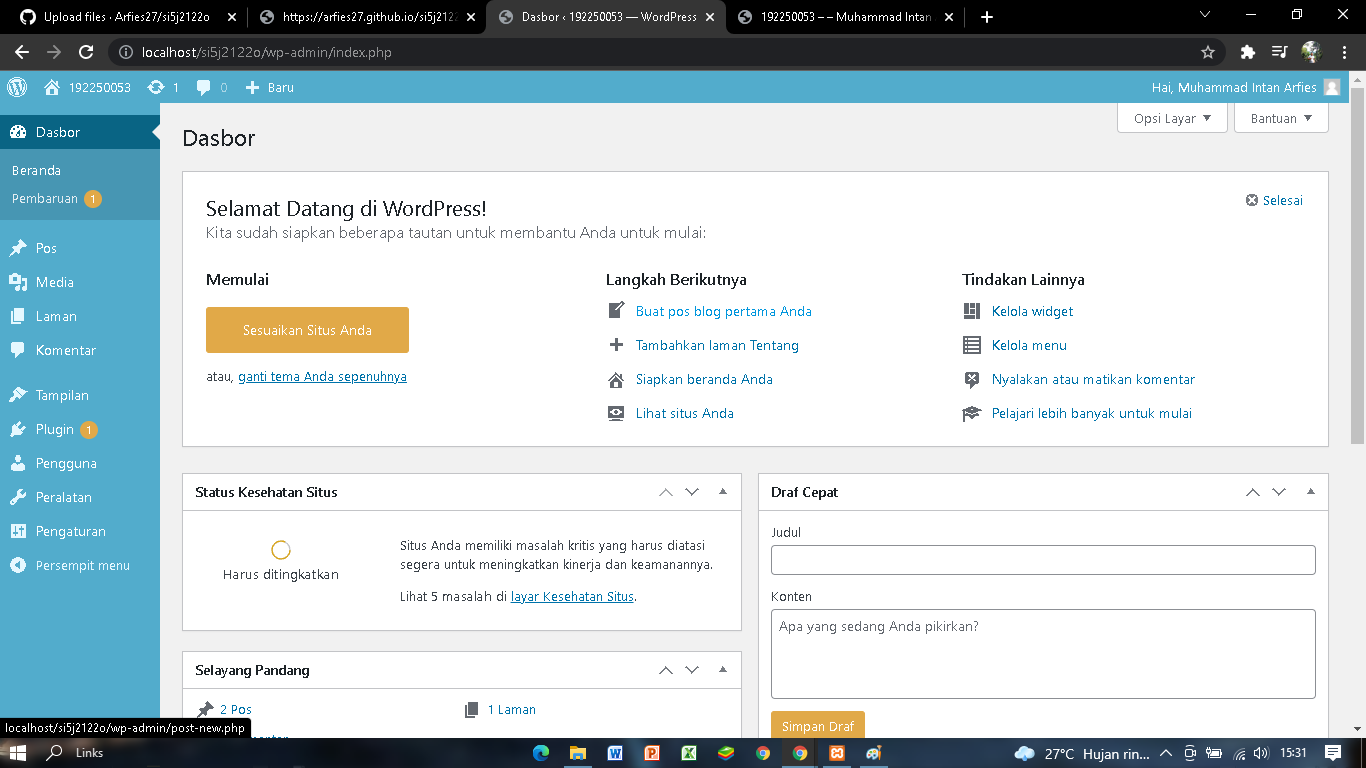 Upload files · Arfies27/si5j2122o
https://arfies27.github.io/si5j2122
Dasbor ‹ 192250053 — WordPress
192250053 – – Muhammad Intan
localhost/si5j2122o/wp-admin/index.php
192250053
1
0
Baru
Hai, Muhammad Intan Arfies
Dasbor
Beranda
Pembaruan 1
Pos
Media
Laman
Komentar
Tampilan
Plugin 1
Pengguna
Peralatan
Pengaturan
Persempit menu
Opsi Layar
Bantuan
Dasbor
Selamat Datang di WordPress!
Selesai
Kita sudah siapkan beberapa tautan untuk membantu Anda untuk mulai:
Memulai
Sesuaikan Situs Anda
atau, ganti tema Anda sepenuhnya
Langkah Berikutnya
Buat pos blog pertama Anda
Tambahkan laman Tentang
Siapkan beranda Anda
Lihat situs Anda
Tindakan Lainnya
Kelola widget
Kelola menu
Nyalakan atau matikan komentar
Pelajari lebih banyak untuk mulai
Status Kesehatan Situs
Harus ditingkatkan
Situs Anda memiliki masalah kritis yang harus diatasi
segera untuk meningkatkan kinerja dan keamanannya.
Lihat 5 masalah di layar Kesehatan Situs.
Selayang Pandang
2 Pos
1 Laman
Draf Cepat
Judul
Konten
Apa yang sedang Anda pikirkan?
Simpan Draf
localhost/si5j2122o/wp-admin/post-new.php
Links
27°C Hujan rin...
15:31